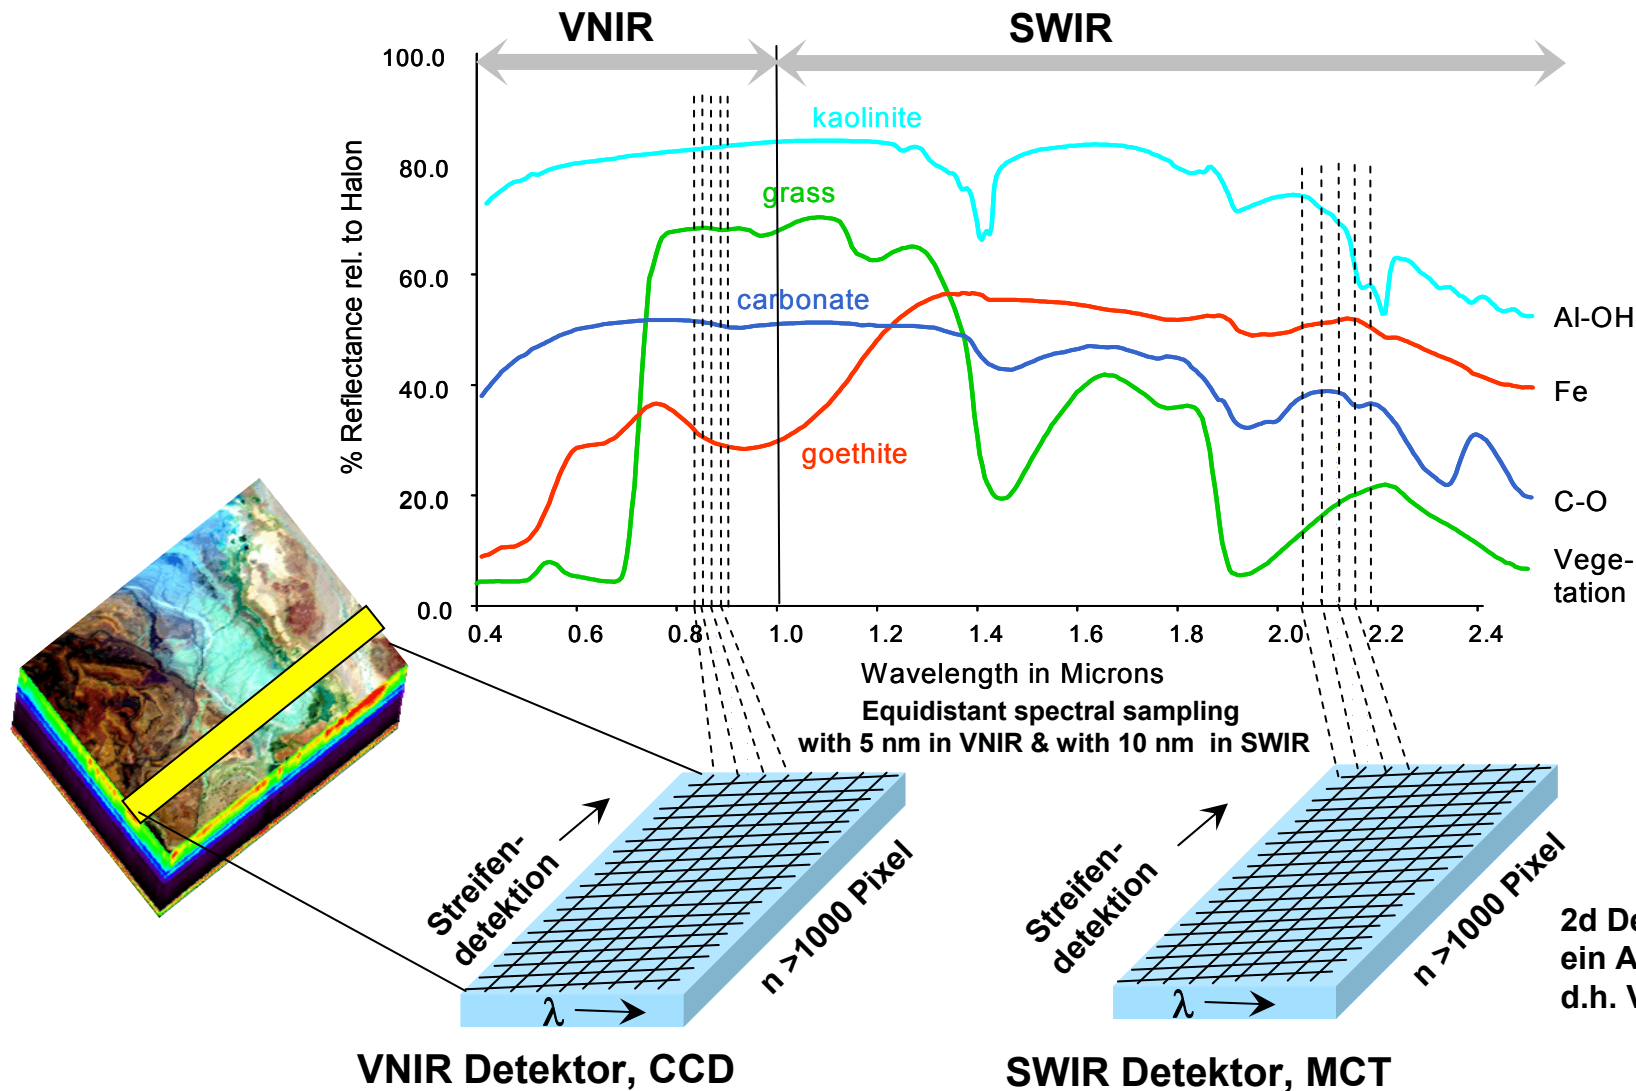 VNIR
SWIR
100.0
80.0
60.0
40.0
20.0
0.0
% Reflectance rel. to Halon
kaolinite
grass
carbonate
goethite
Al-OH
Fe
C-O
Vege-
tation
0.4 0.6 0.8 1.0 1.2 1.4 1.6 1.8 2.0 2.2 2.4
Wavelength in Microns
Equidistant spectral sampling
with 5 nm in VNIR & with 10 nm in SWIR
Streifen-
detektion
n >1000 Pixel
λ
VNIR Detektor, CCD
Streifen-
detektion
n >1000 Pixel
λ
SWIR Detektor, MCT
2d De
ein A
d.h. V